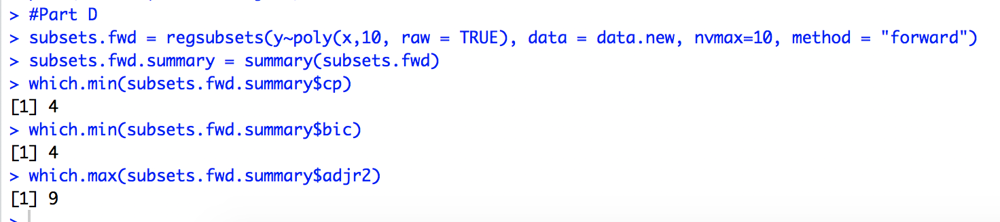 > #Part D
> subsets.fwd = regsubsets(y~poly(x,10, raw = TRUE), data = data.new, nvmax=10, method = "forward")
> subsets.fwd.summary = summary(subsets.fwd)
> which.min(subsets.fwd.summary$cp)
[1] 4
> which.min(subsets.fwd.summary$bic)
[1] 4
> which.max(subsets.fwd.summary$adjr2)
[1] 9
>